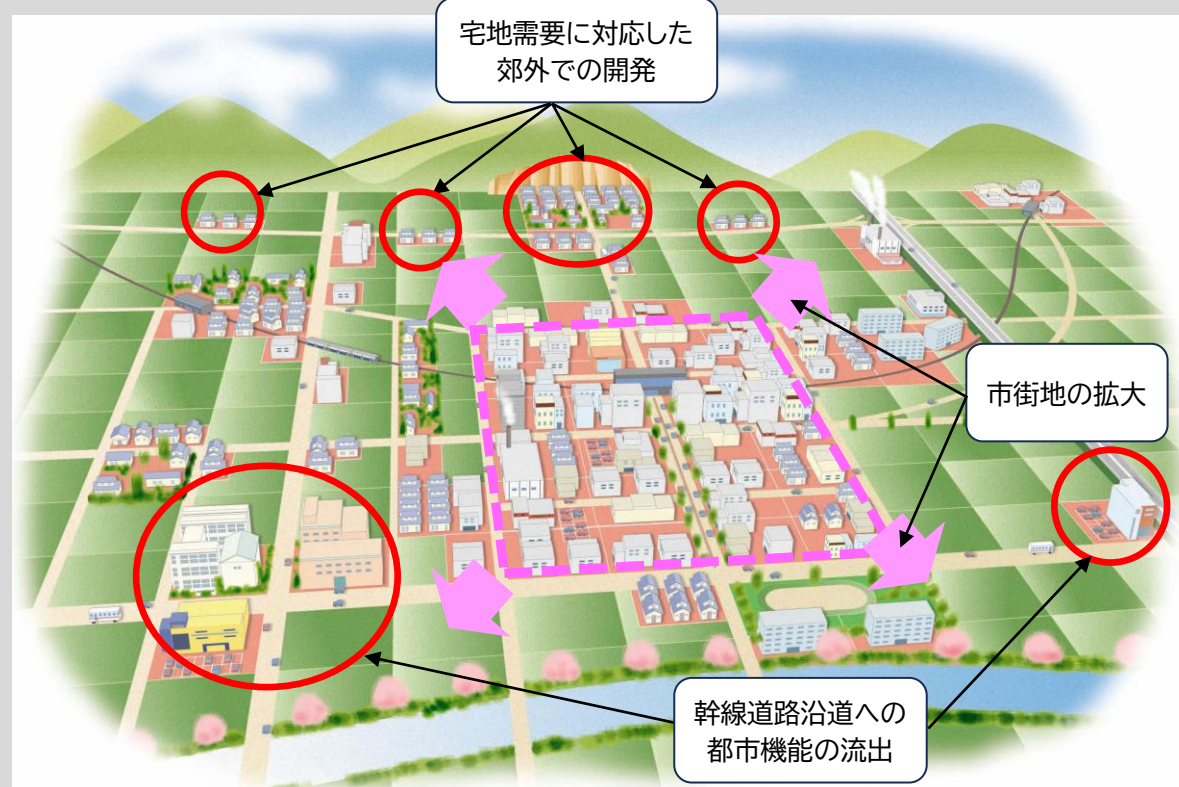 宅地需要に対応した
郊外での開発
市街地の拡大
幹線道路沿道への
都市機能の流出